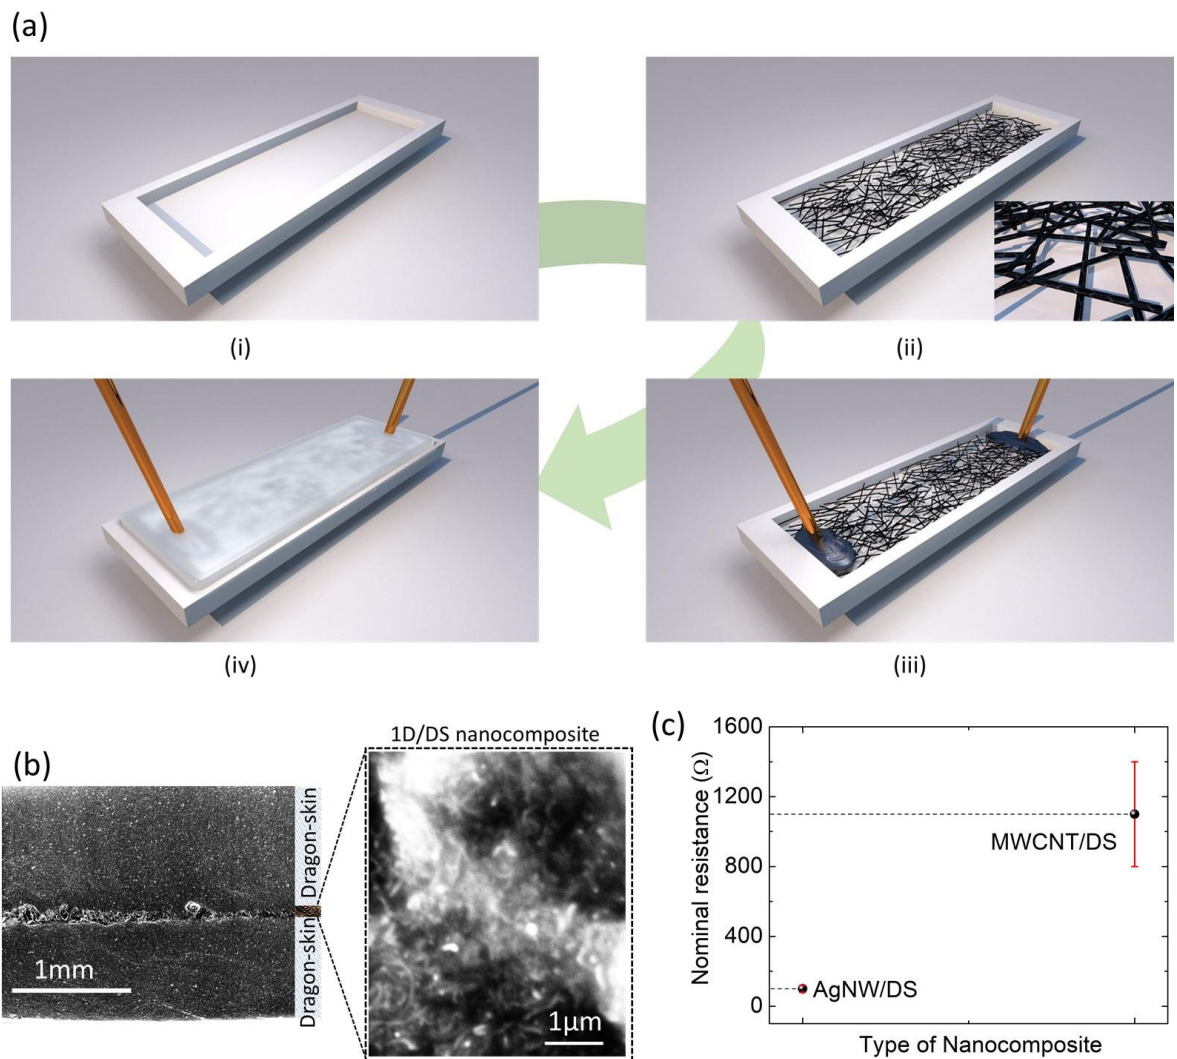 (a)
(i)
(ii)
(iv)
(iii)
(b)
1D/DS nanocomposite
Dragon-skin
Dragon-skin
1mm
1μm
(c)
Nominal resistance (Ω)
1600
1200
800
400
0
MWCNT/DS
AgNW/DS
Type of Nanocomposite